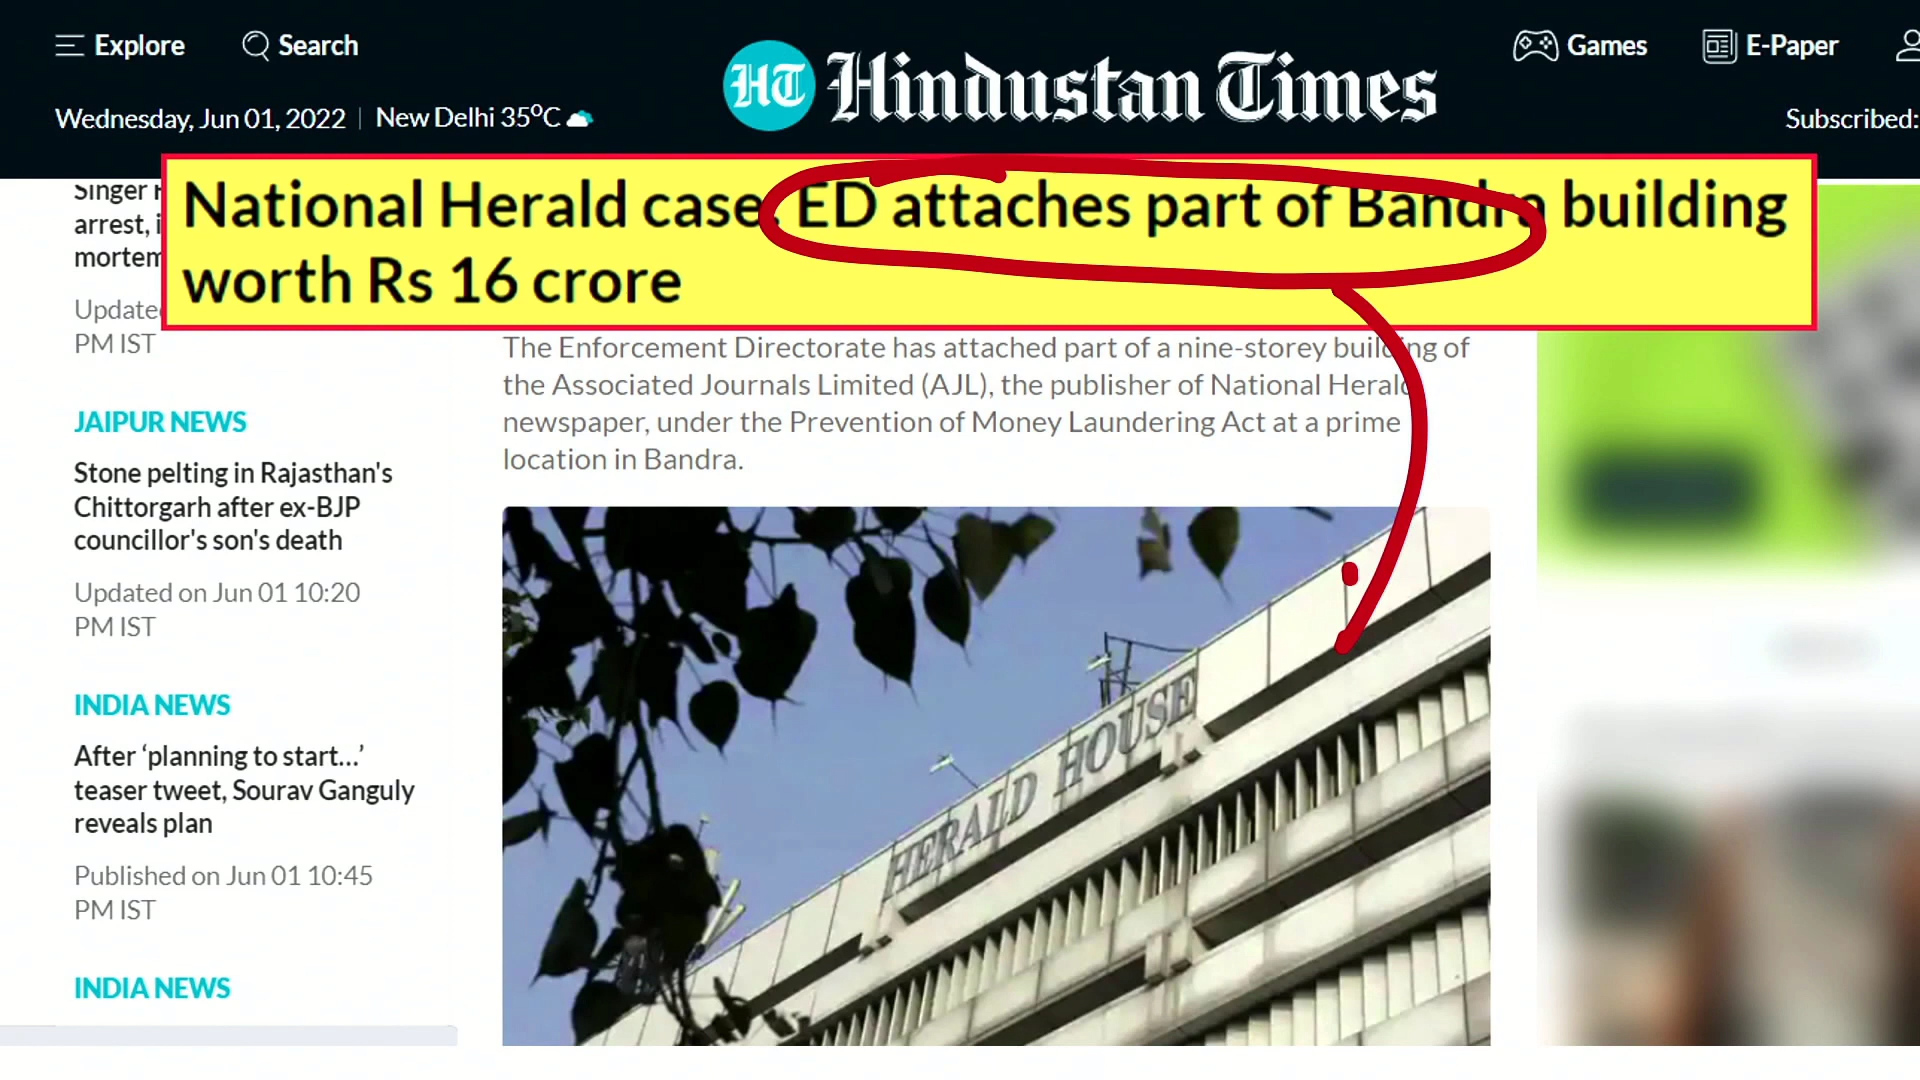 Explore
Search
Games
E-Paper
HT Hindustan Times
Wednesday, Jun 01, 2022
New Delhi 35ºC
Subscribed:
National Herald case. ED attaches part of Bandra building
worth Rs 16 crore
Singer
arrest,
PM IST
The Enforcement Directorate has attached part of a nine-storey building of
the Associated Journals Limited (AJL), the publisher of National Herald
newspaper, under the Prevention of Money Laundering Act at a prime
location in Bandra.
JAIPUR NEWS
Stone pelting in Rajasthan's
Chittorgarh after ex-BJP
councillor's son's death
Updated on Jun 01 10:20
PM IST
INDIA NEWS
After ‘planning to start...’
teaser tweet, Sourav Ganguly
reveals plan
Published on Jun 01 10:45
PM IST
INDIA NEWS
HERALD HOUSE